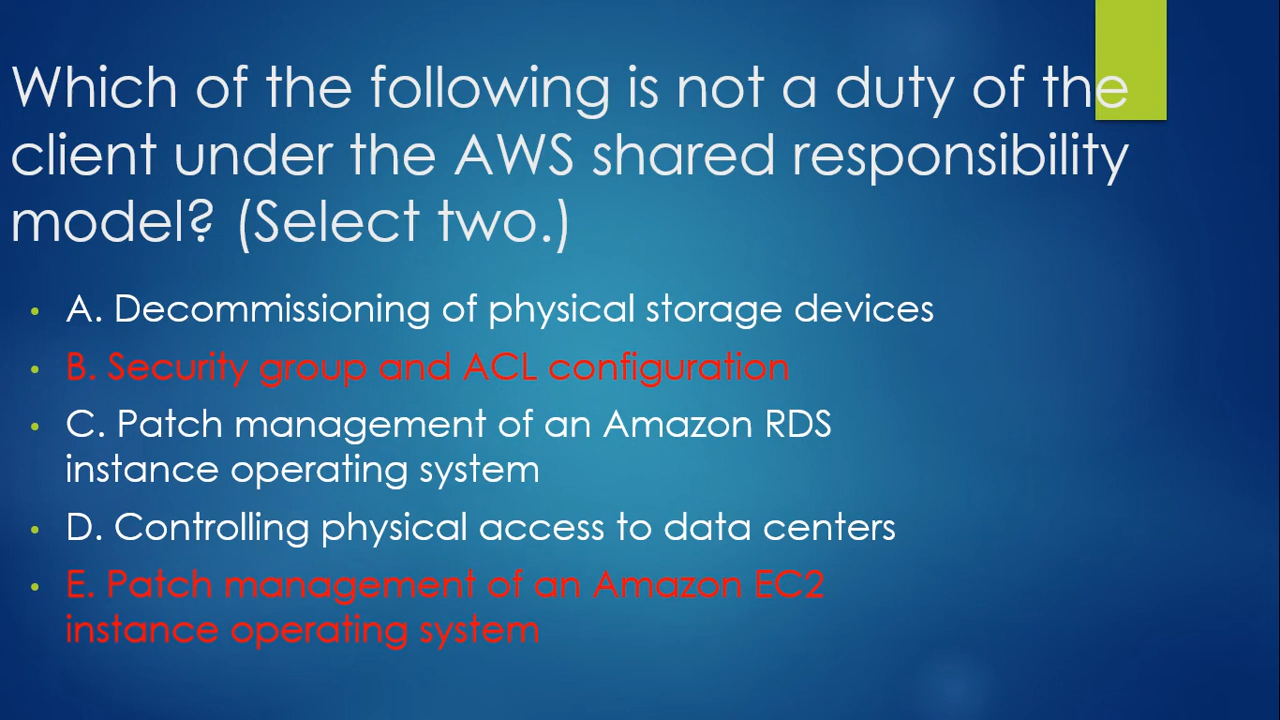 Which of the following is not a duty of the
client under the AWS shared responsibility
model? (Select two.)
• A. Decommissioning of physical storage devices
• B. Security group and ACL configuration
• C. Patch management of an Amazon RDS
instance operating system
• D. Controlling physical access to data centers
• E. Patch management of an Amazon EC2
instance operating system